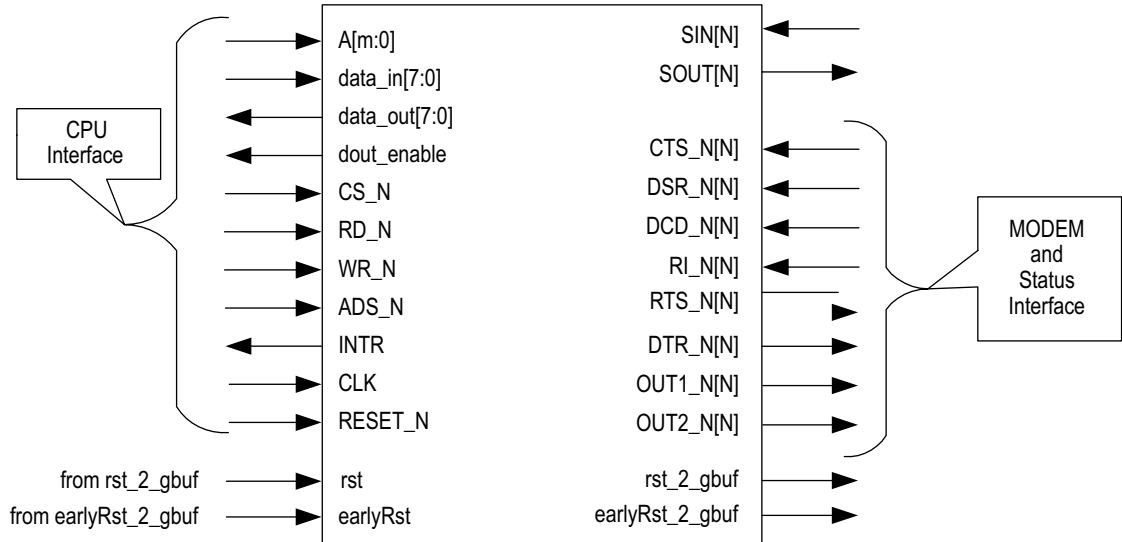 A[m:0]
data_in[7:0]
data_out[7:0]
dout_enable
CS_N
RD_N
WR_N
ADS_N
INTR
CLK
RESET_N
CPU
Interface
from rst_2_gbuf
rst
from earlyRst_2_gbuf
earlyRst
SIN[N]
SOUT[N]
CTS_N[N]
DSR_N[N]
DCD_N[N]
RI_N[N]
RTS_N[N]
DTR_N[N]
OUT1_N[N]
OUT2_N[N]
rst_2_gbuf
earlyRst_2_gbuf
MODEM
and
Status
Interface